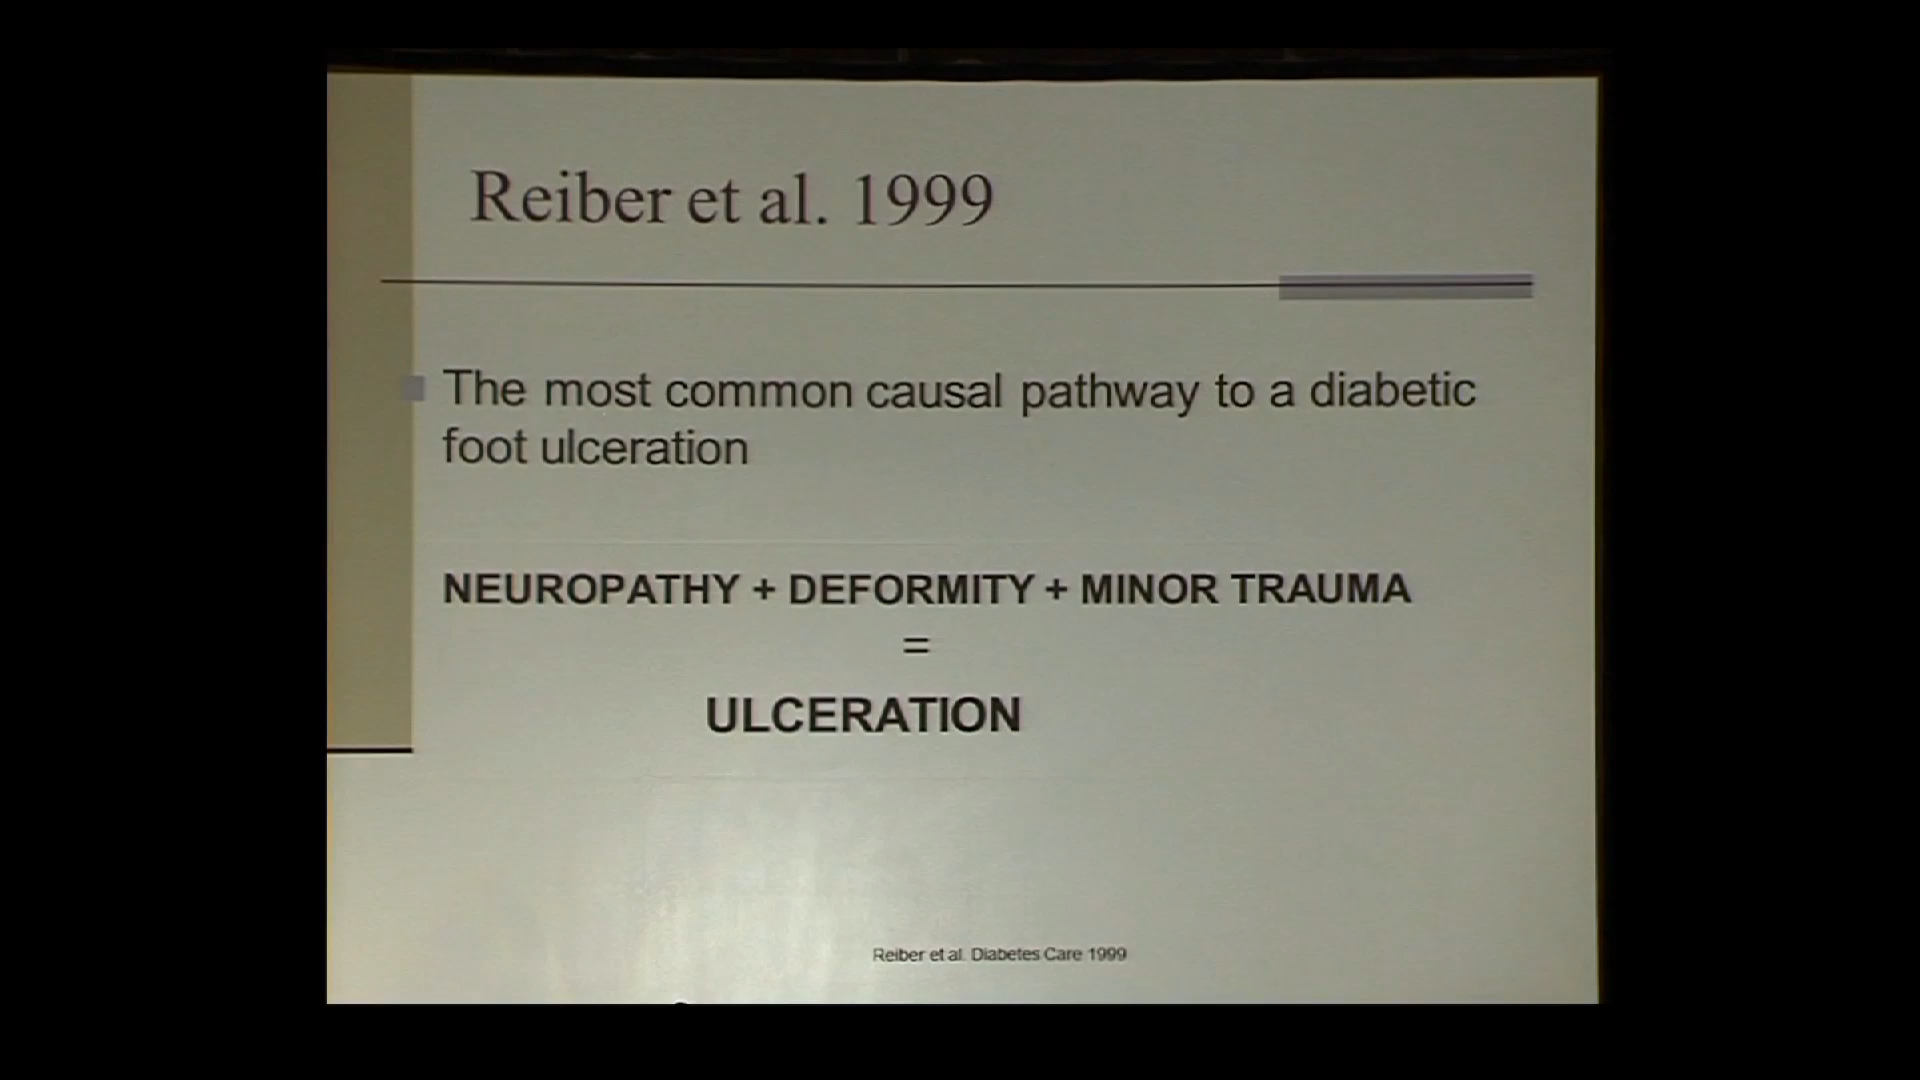 Reiber et al. 1999
The most common causal pathway to a diabetic
foot ulceration
NEUROPATHY + DEFORMITY + MINOR TRAUMA
=
ULCERATION
Reiber et al. Diabetes Care 1999